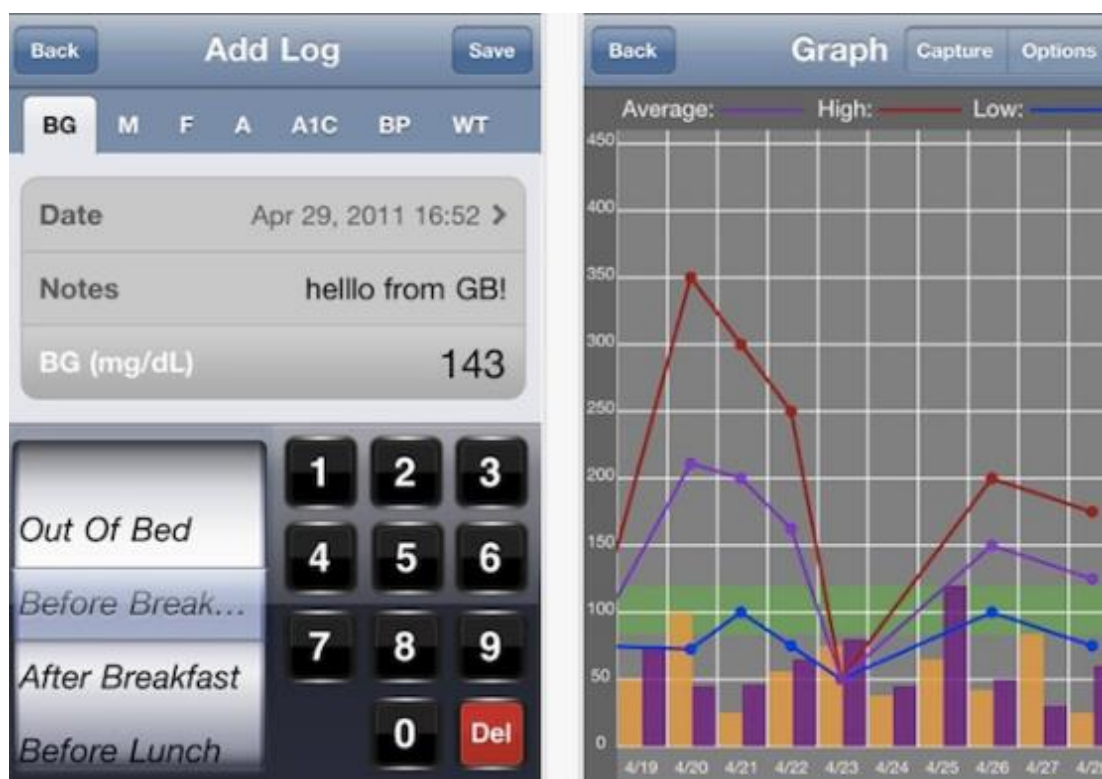 Back Add Log Save
BG M F A A1C BP WT
Date Apr 29, 2011 16:52 >
Notes helllo from GB!
BG (mg/dL) 143
Out Of Bed
Before Break...
After Breakfast
Before Lunch
1 2 3
4 5 6
7 8 9
0 Del
Back Graph Capture Options
Average: High: Low:
450
400
350
300
250
200
150
100
50
0
4/19 4/20 4/21 4/22 4/23 4/24 4/25 4/26 4/27